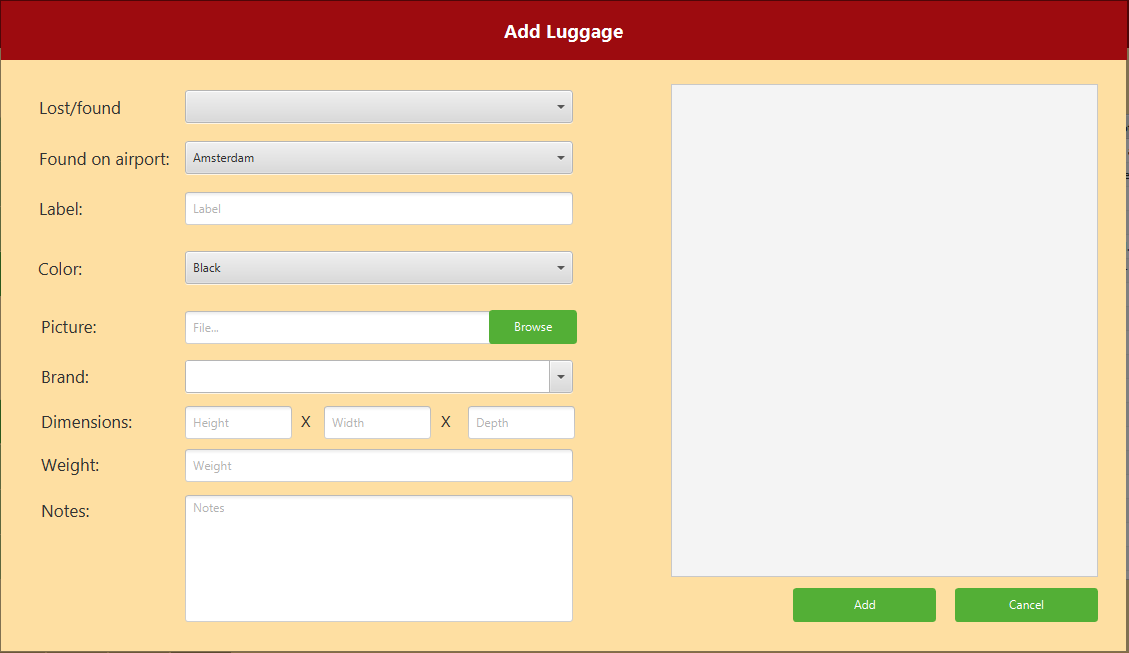 Add Luggage
Lost/found
Found on airport: Amsterdam
Label: Label
Color: Black
Picture: File... Browse
Brand:
Dimensions: Height X Width X Depth
Weight: Weight
Notes: Notes
Add Cancel